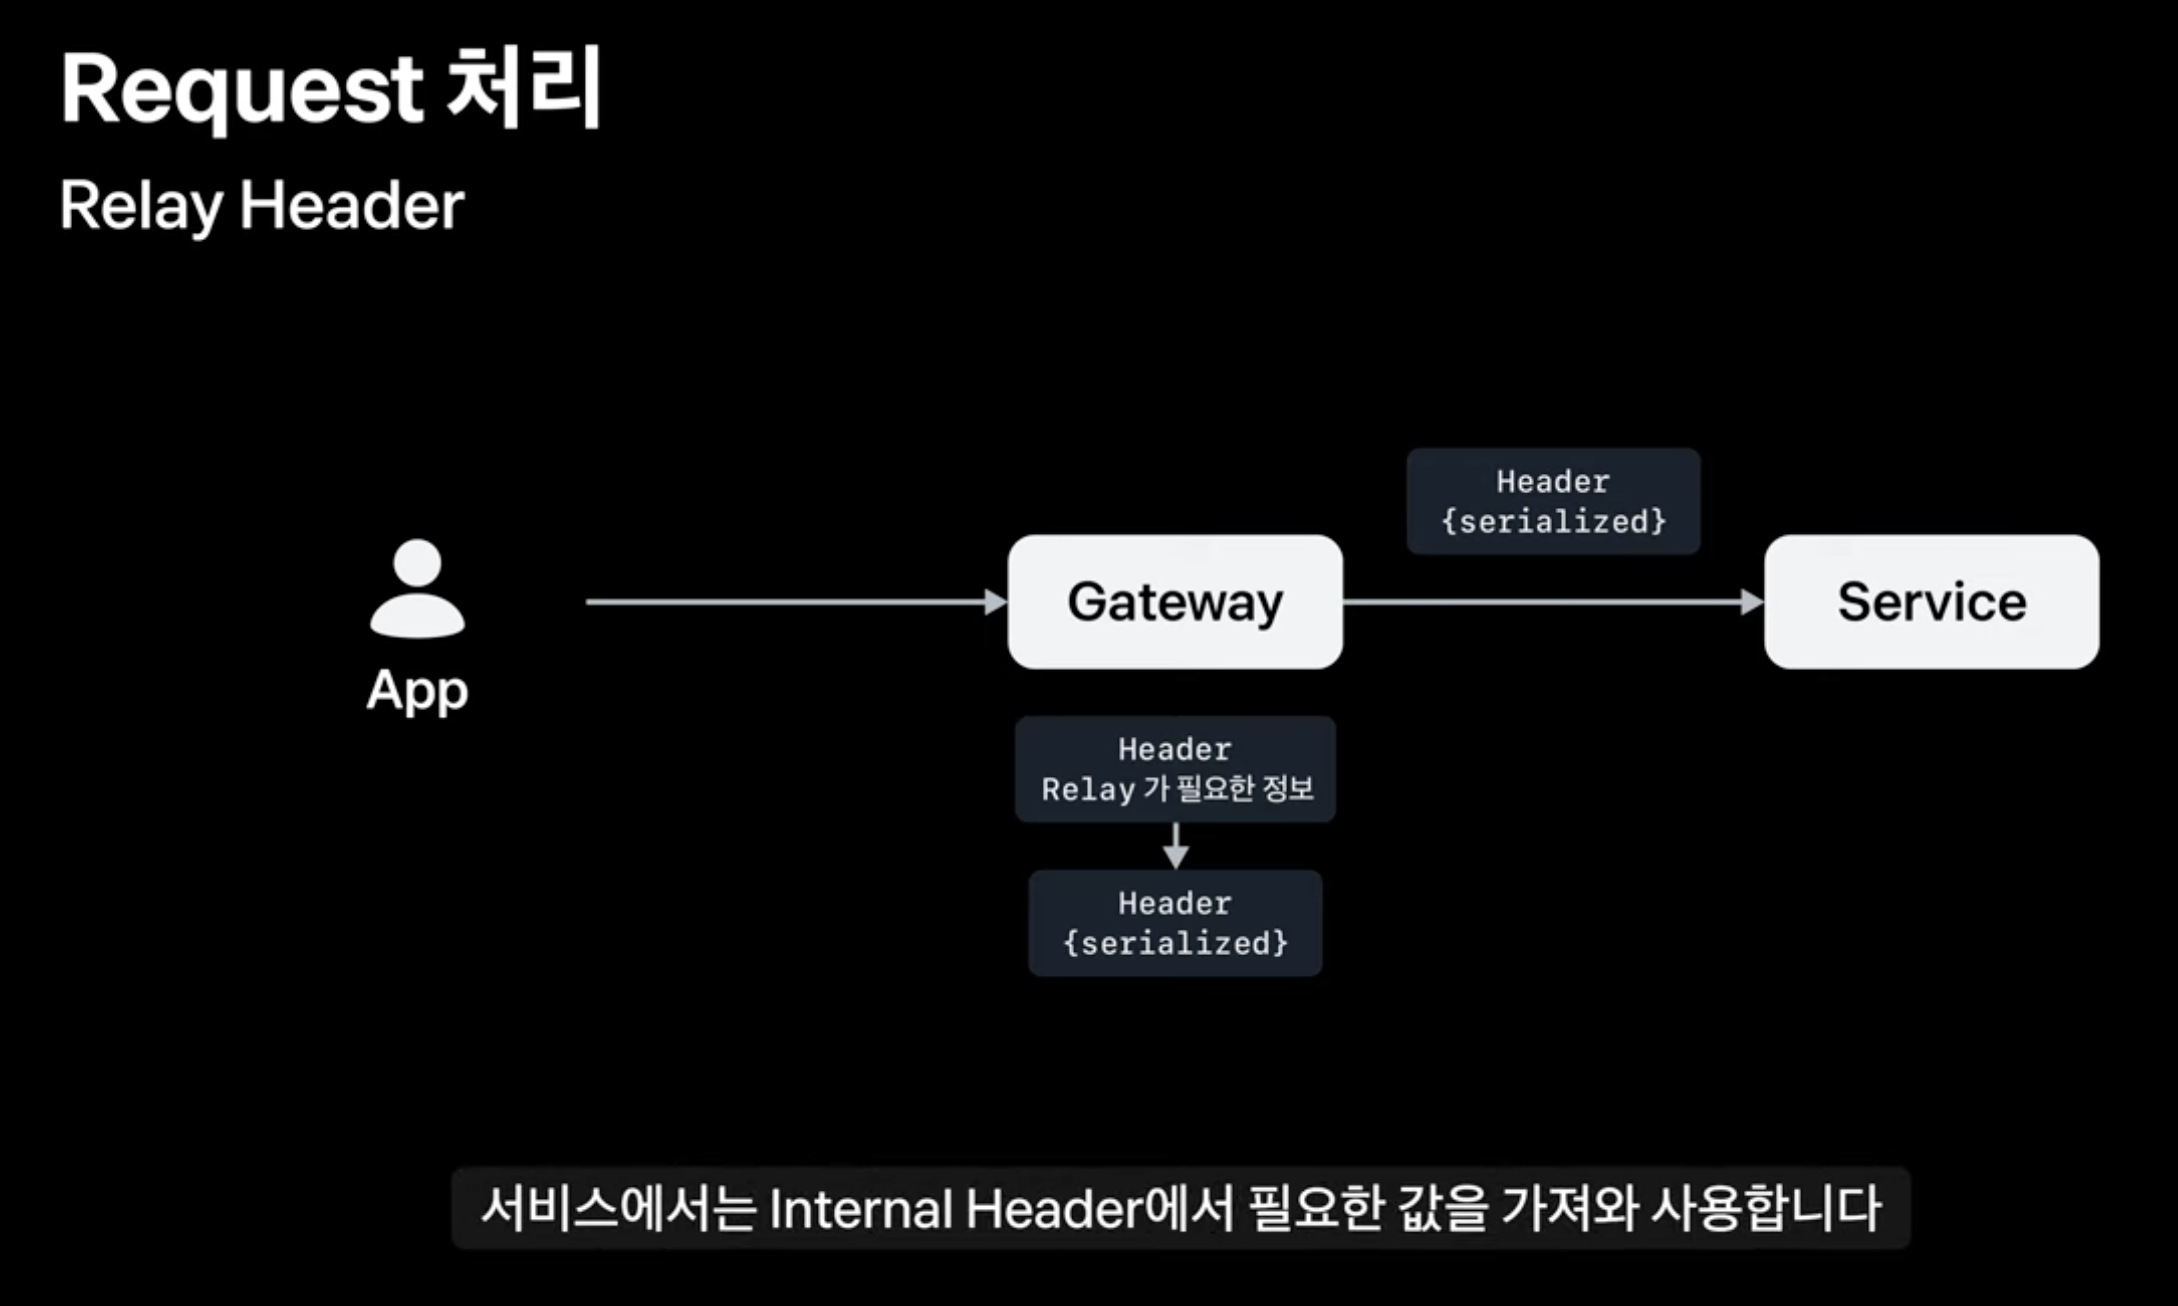 Request 처리
Relay Header
Header
{serialized}
App
Gateway
Service
Header
Relay 가 필요한 정보
Header
{serialized}
서비스에서는 Internal Header에서 필요한 값을 가져와 사용합니다